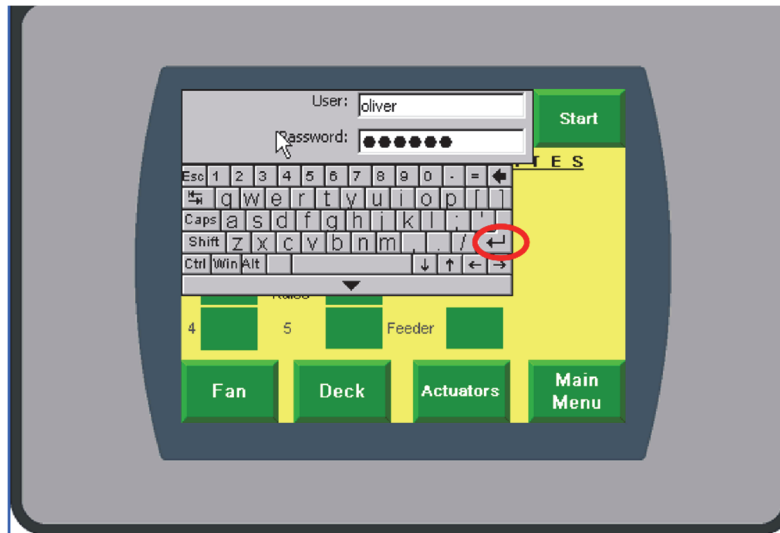 User: oliver
Start
Password: ●●●●●●
T E S
Esc 1 2 3 4 5 6 7 8 9 0 - = 
q w e r t y u i o p [ ]
Caps a s d f g h j k l ; '
Shift z x c v b n m , . /
Ctrl Win Alt
4 5 Feeder
Fan Deck Actuators Main
Menu